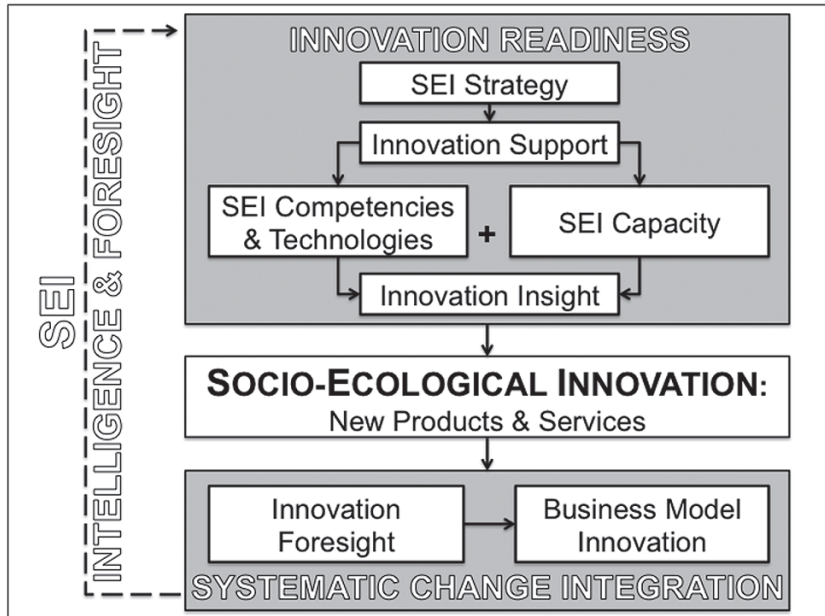 SEI
INTELLIGENCE & FORESIGHT
INNOVATION READINESS
SEI Strategy
Innovation Support
SEI Competencies
& Technologies
+
SEI Capacity
Innovation Insight
SOCIO-ECOLOGICAL INNOVATION:
New Products & Services
Innovation
Foresight
Business Model
Innovation
SYSTEMATIC CHANGE INTEGRATION